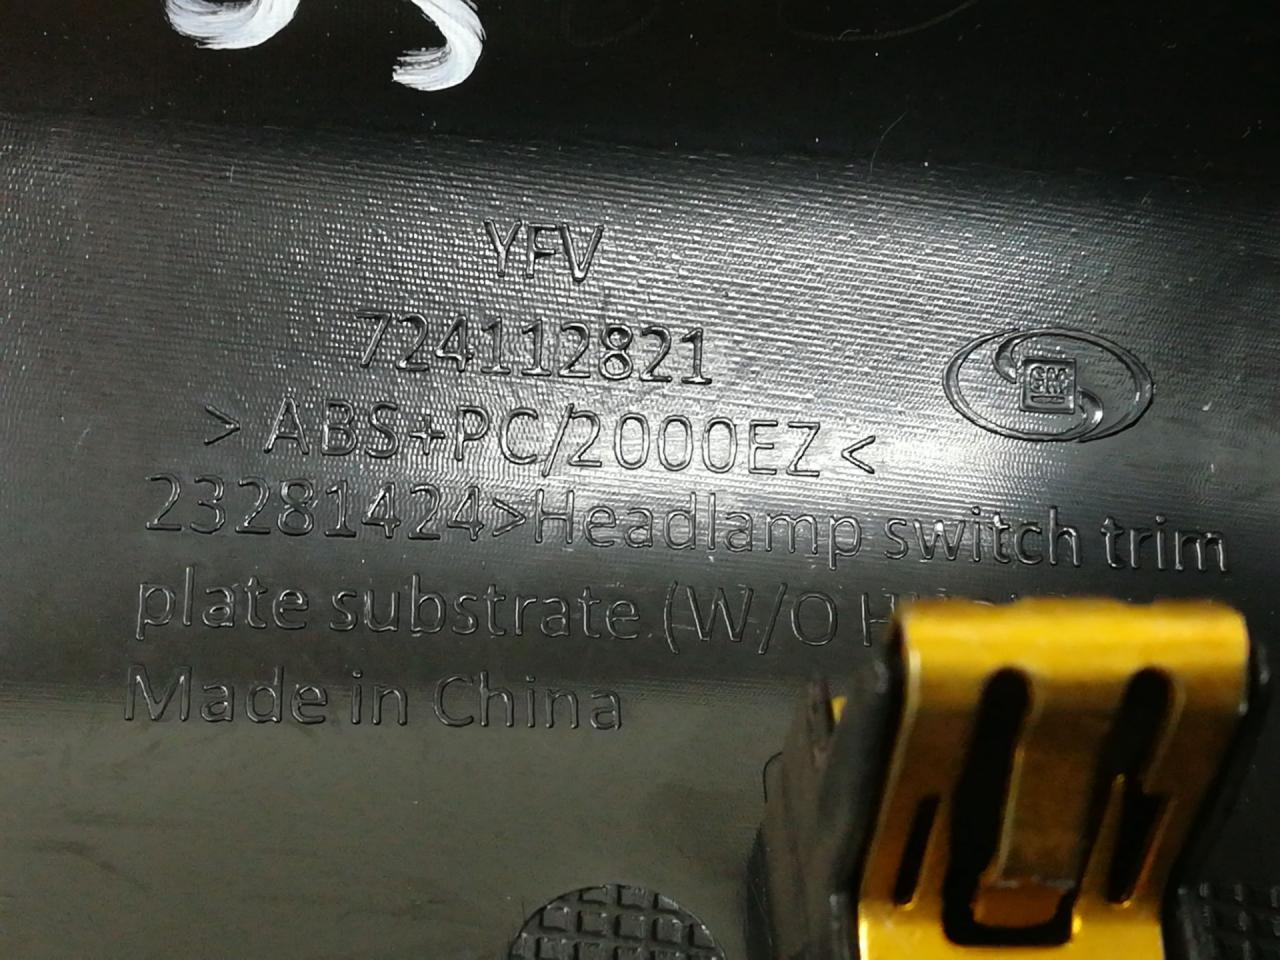 YFV
724112821
> ABS+PC/2000EZ <
23281424>Headlamp switch trim
plate substrate (W/O
Made in China